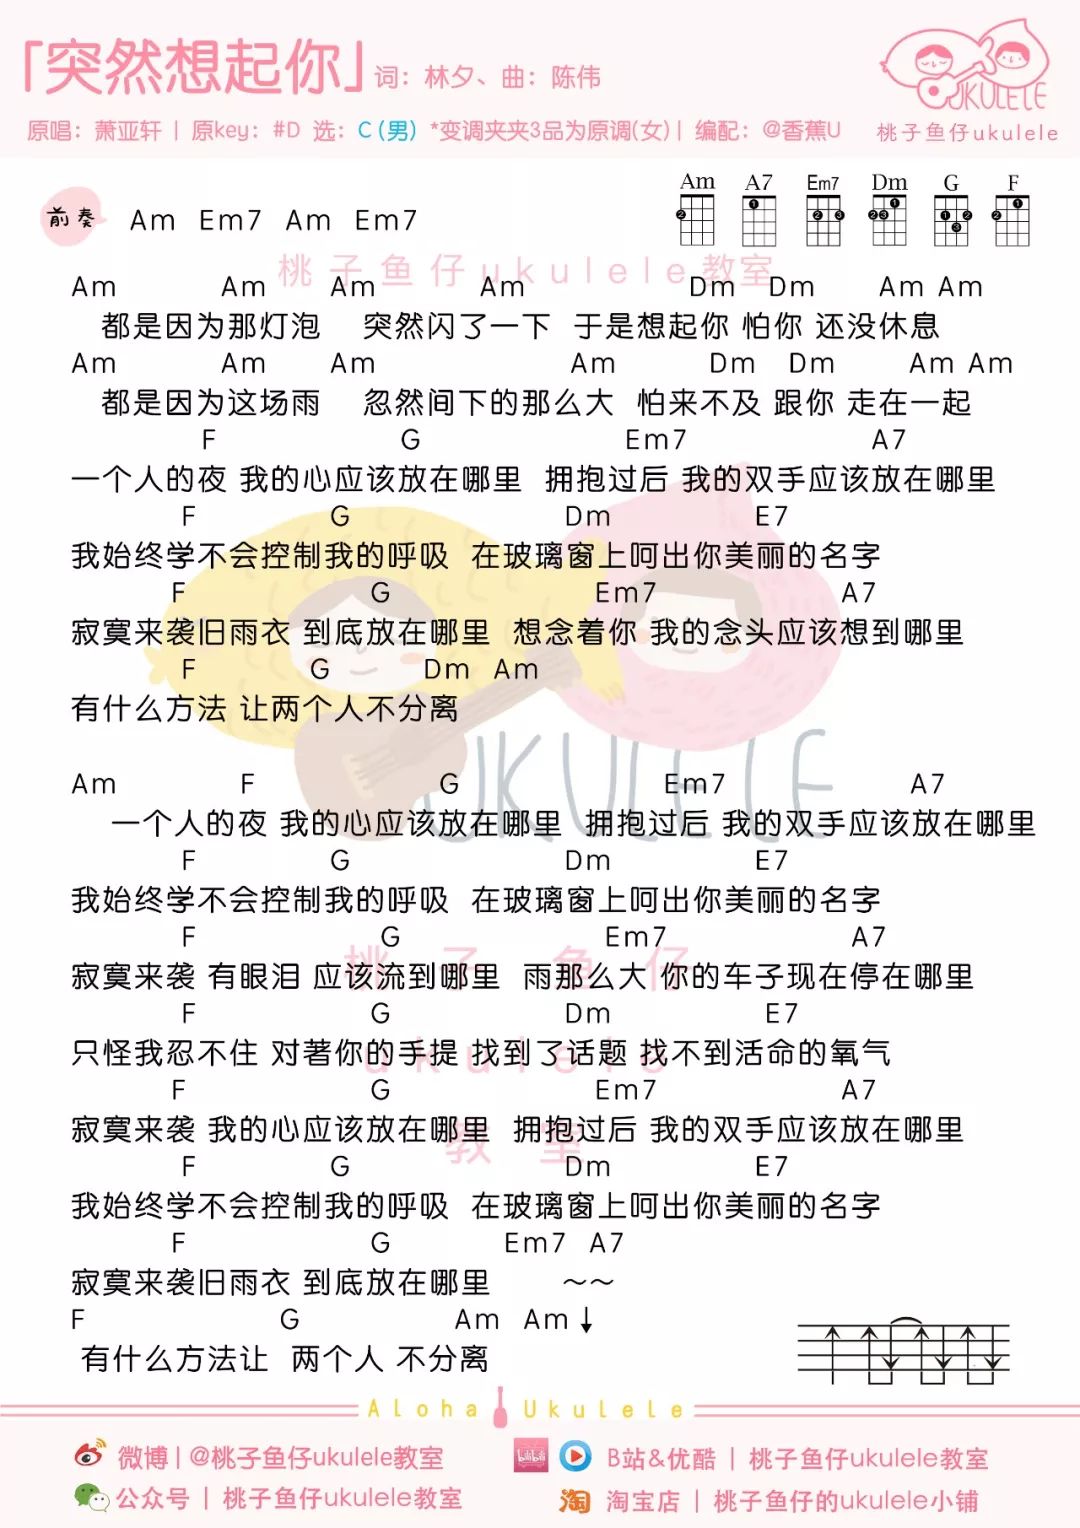 「突然想起你」 词：林夕、曲：陈伟
UKULELE
桃子鱼仔ukulele
原唱：萧亚轩 | 原key：#D 选：C (男) *变调夹夹3品为原调(女) | 编配：@香蕉U
Am A7 Em7 Dm G F
前奏 Am Em7 Am Em7
桃子鱼仔ukulele教室
Am Am Am Am Dm Dm Am Am
都是因为那灯泡 突然闪了一下 于是想起你 怕你 还没休息
Am Am Am Am Dm Dm Am Am
都是因为这场雨 忽然间下的那么大 怕来不及 跟你 走在一起
F G Em7 A7
一个人的夜 我的心应该放在哪里 拥抱过后 我的双手应该放在哪里
F G Dm E7
我始终学不会控制我的呼吸 在玻璃窗上呵出你美丽的名字
F G Em7 A7
寂寞来袭旧雨衣 到底放在哪里 想念着你 我的念头应该想到哪里
F G Dm Am
有什么方法 让两个人不分离
UKULELE
Am F G Em7 A7
一个人的夜 我的心应该放在哪里 拥抱过后 我的双手应该放在哪里
F G Dm E7
我始终学不会控制我的呼吸 在玻璃窗上呵出你美丽的名字
F G Em7 A7
桃子鱼仔
寂寞来袭 有眼泪 应该流到哪里 雨那么大 你的车子现在停在哪里
F G Dm E7
只怪我忍不住 对著你的手提 找到了话题 找不到活命的氧气
ukulele
F G Em7 A7
寂寞来袭 我的心应该放在哪里 拥抱过后 我的双手应该放在哪里
教室
F G Dm E7
我始终学不会控制我的呼吸 在玻璃窗上呵出你美丽的名字
F G Em7 A7
寂寞来袭旧雨衣 到底放在哪里 ~~
F G Am Am↓
有什么方法让 两个人 不分离
Aloha Ukulele
微博 | @桃子鱼仔ukulele教室
bilibili B站&优酷 | 桃子鱼仔ukulele教室
公众号 | 桃子鱼仔ukulele教室
淘 淘宝店 | 桃子鱼仔的ukulele小铺